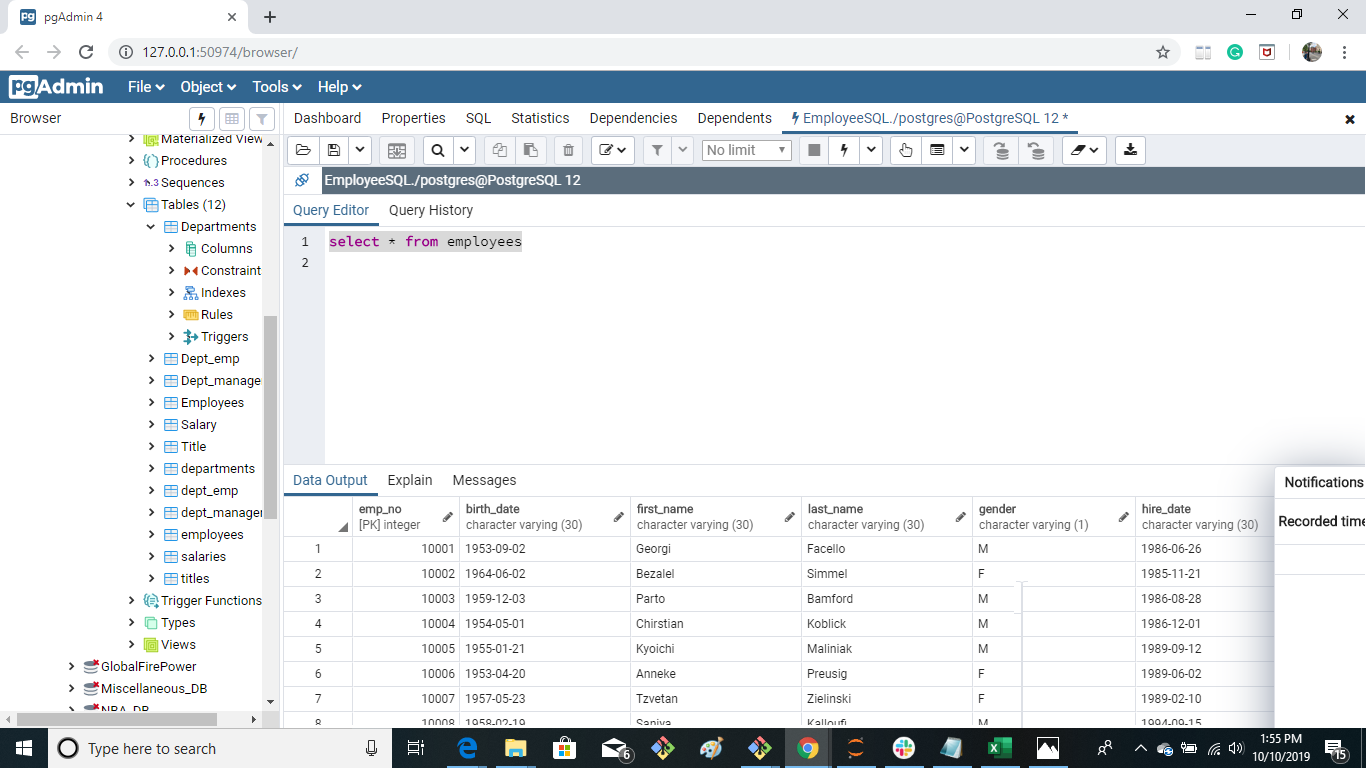 pgAdmin 4
127.0.0.1:50974/browser/
pgAdmin File Object Tools Help
Browser
Dashboard Properties SQL Statistics Dependencies Dependents EmployeeSQL./postgres@PostgreSQL 12 *
Materialized View
Procedures
1..3 Sequences
Tables (12)
Departments
Columns
Constraint
Indexes
Rules
Triggers
Dept_emp
Dept_manage
Employees
Salary
Title
departments
dept_emp
dept_manager
employees
salaries
titles
Trigger Functions
Types
Views
GlobalFirePower
Miscellaneous_DB
NBA_DB
No limit
EmployeeSQL./postgres@PostgreSQL 12
Query Editor Query History
1 select * from employees
2
Data Output Explain Messages
emp_no birth_date first_name last_name gender hire_date
[PK] integer character varying (30) character varying (30) character varying (30) character varying (1) character varying (30)
1 10001 1953-09-02 Georgi Facello M 1986-06-26
2 10002 1964-06-02 Bezalel Simmel F 1985-11-21
3 10003 1959-12-03 Parto Bamford M 1986-08-28
4 10004 1954-05-01 Chirstian Koblick M 1986-12-01
5 10005 1955-01-21 Kyoichi Maliniak M 1989-09-12
6 10006 1953-04-20 Anneke Preusig F 1989-06-02
7 10007 1957-05-23 Tzvetan Zielinski F 1989-02-10
8 10008 1958-02-19 Saniya Kalloufi M 1994-09-15
Notifications
Recorded time
Type here to search
6
1:55 PM
10/10/2019
15